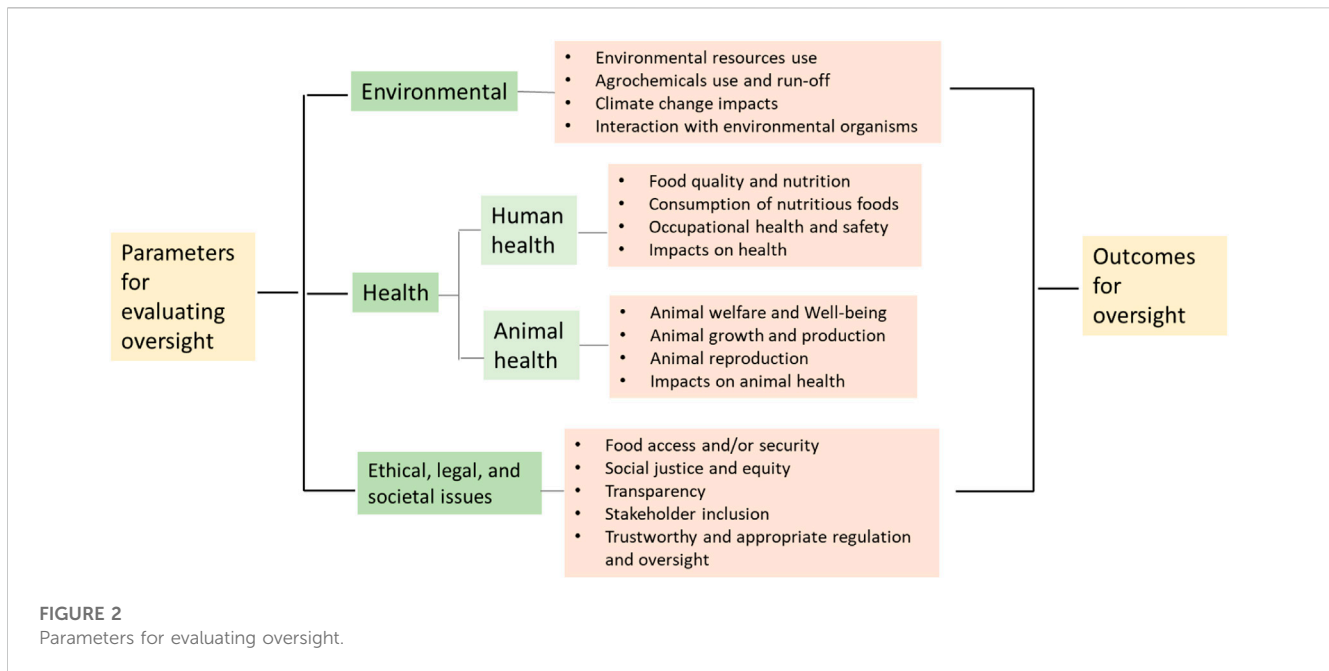 Parameters
for
evaluating
oversight
Environmental
• Environmental resources use
• Agrochemicals use and run-off
• Climate change impacts
• Interaction with environmental organisms
Health
Human
health
• Food quality and nutrition
• Consumption of nutritious foods
• Occupational health and safety
• Impacts on health
Animal
health
• Animal welfare and Well-being
• Animal growth and production
• Animal reproduction
• Impacts on animal health
Ethical, legal, and
societal issues
• Food access and/or security
• Social justice and equity
• Transparency
• Stakeholder inclusion
• Trustworthy and appropriate regulation
and oversight
Outcomes
for
oversight
FIGURE 2
Parameters for evaluating oversight.